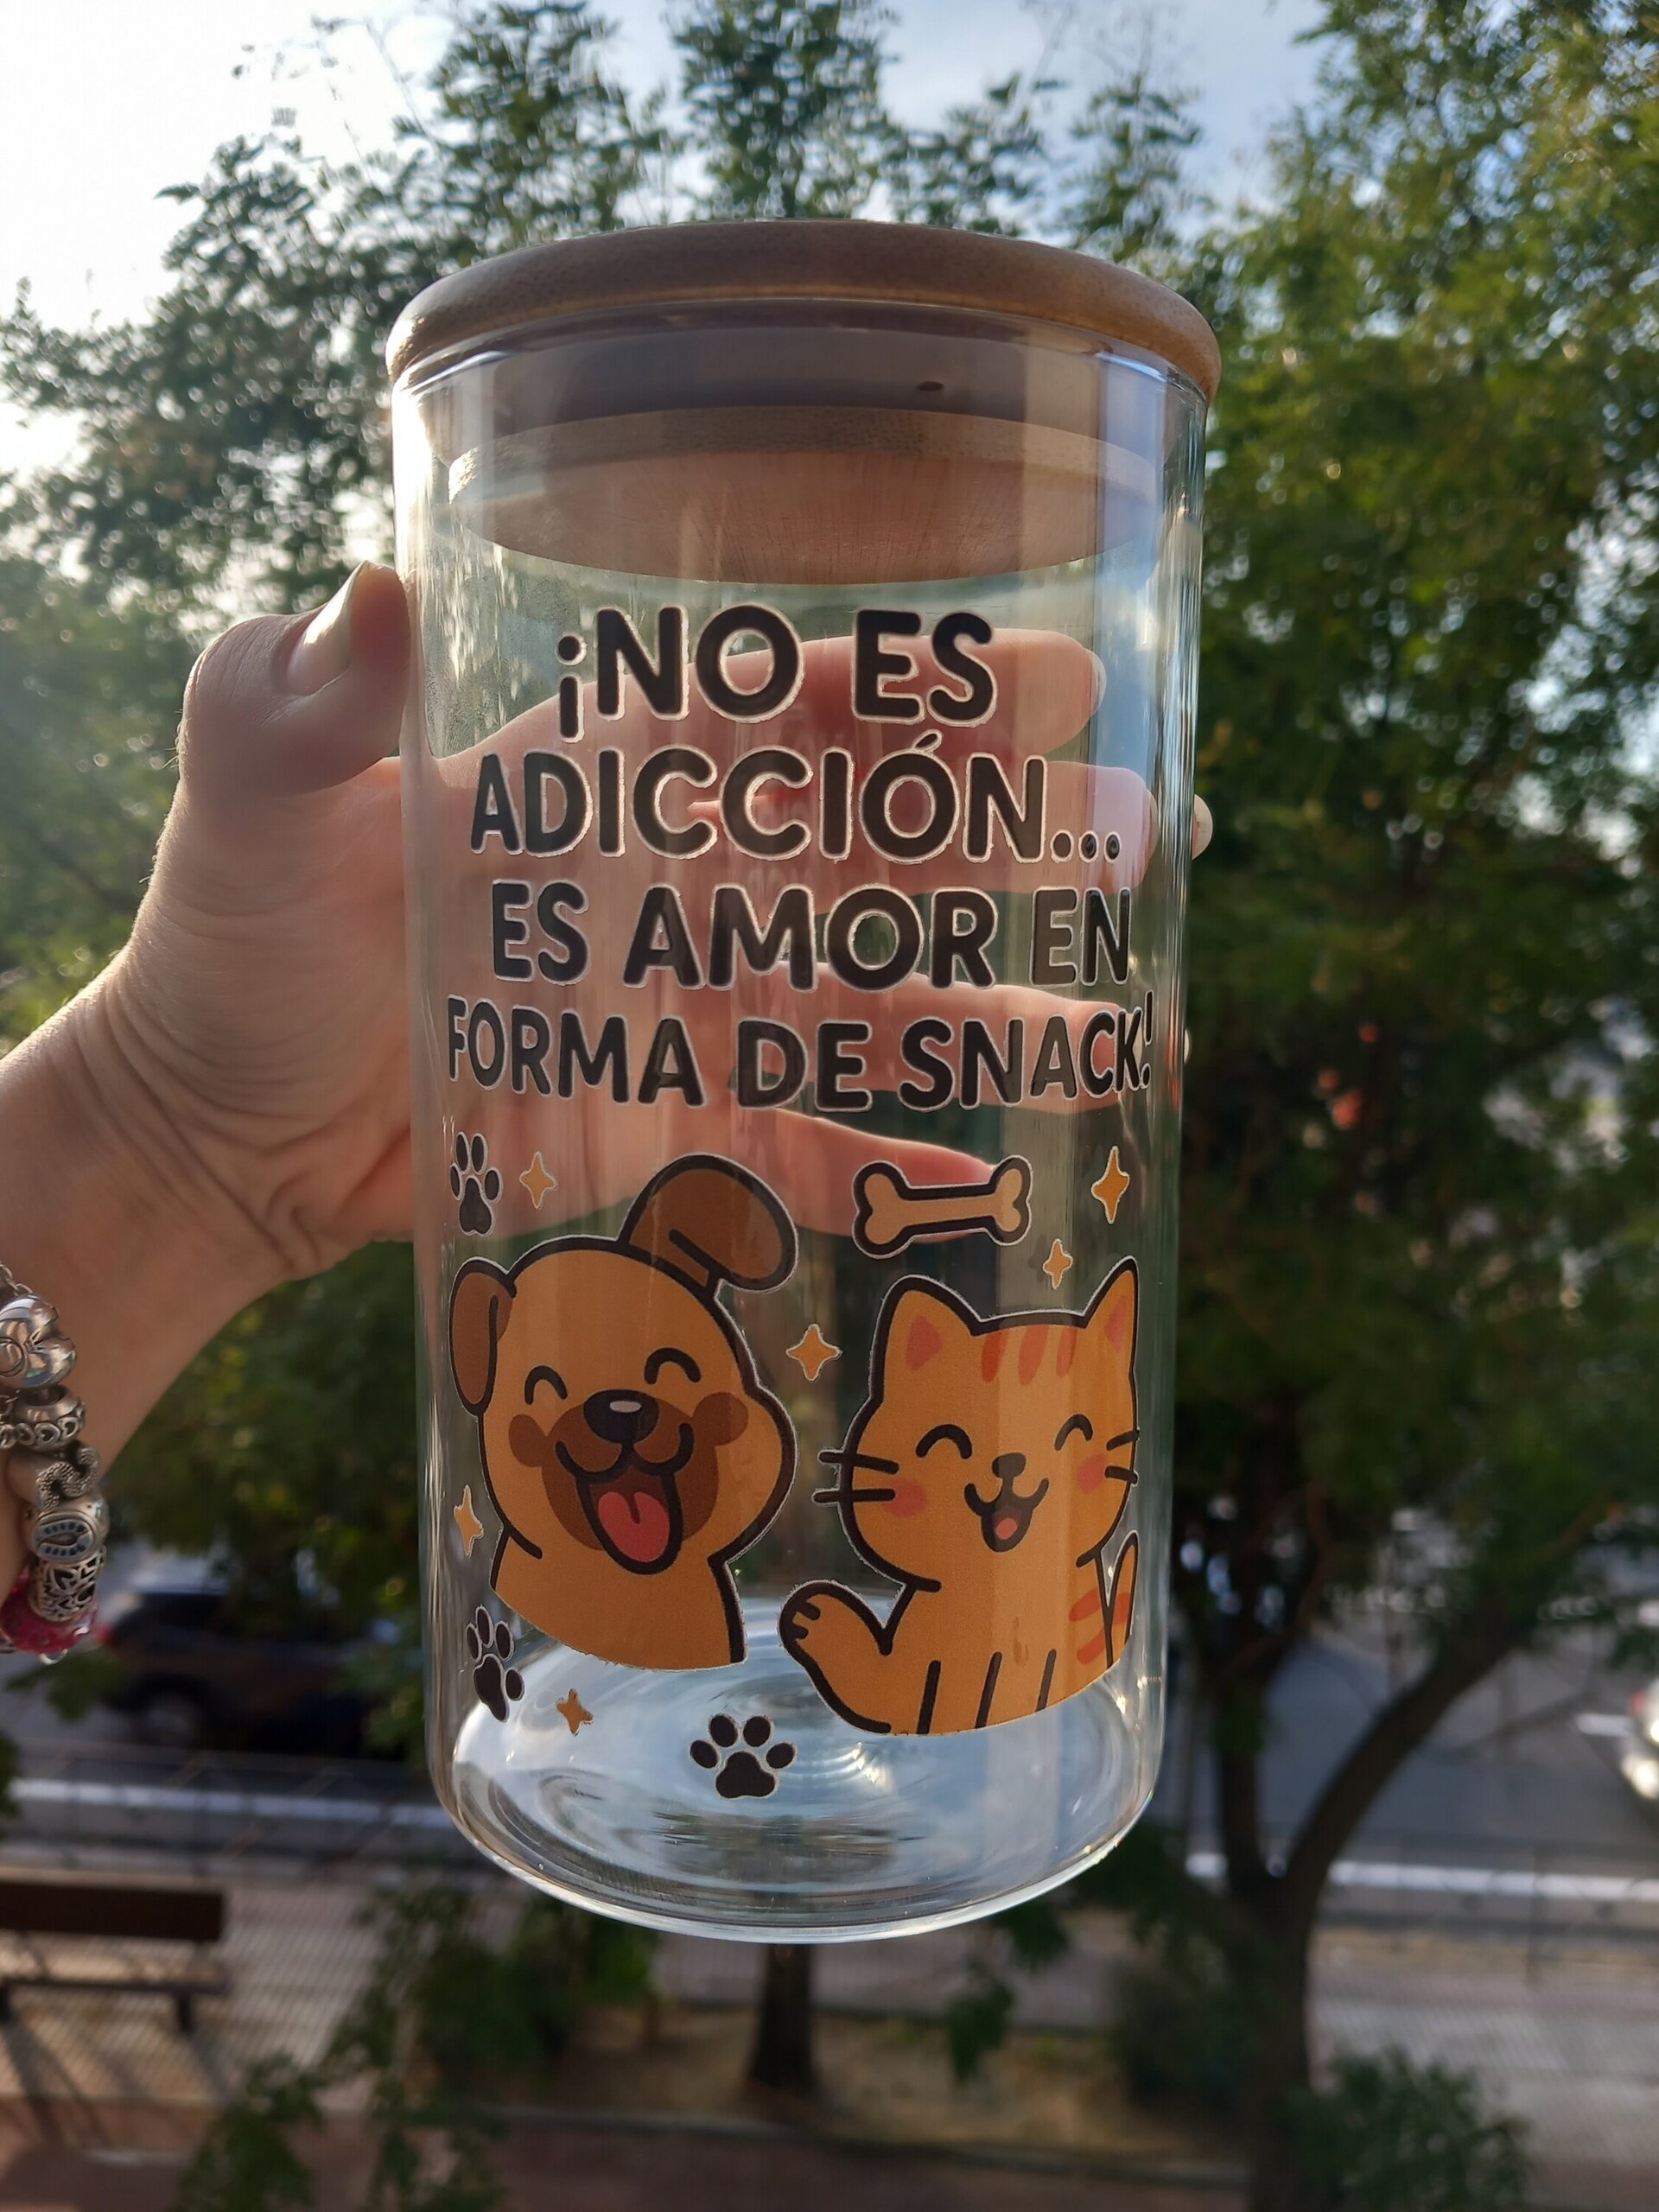 ¡NO ES
ADICCIÓN...
ES AMOR EN
FORMA DE SNACK!